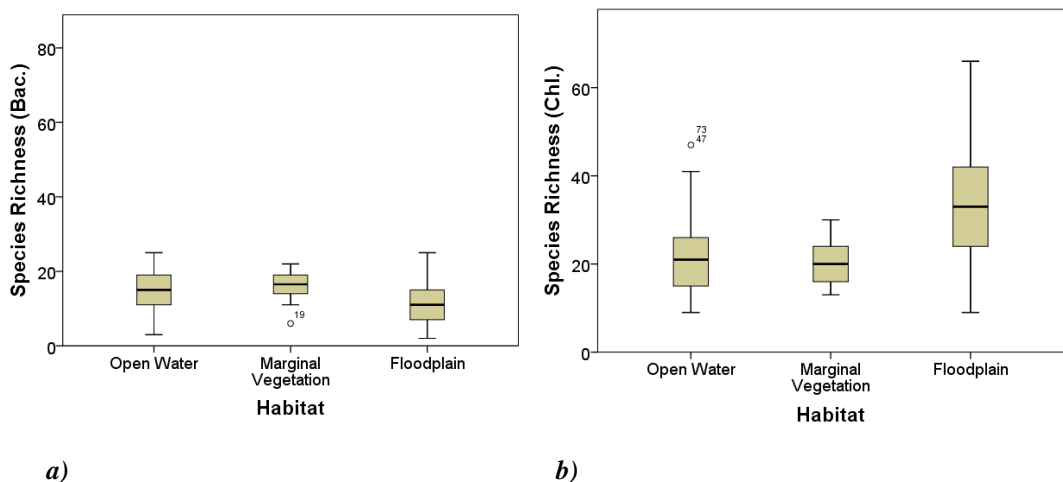 Species Richness (Bac.)
80
60
40
20
0
19
Open Water
Marginal
Vegetation
Floodplain
Habitat
a)
Species Richness (Chl.)
60
40
20
0
73
47
Open Water
Marginal
Vegetation
Floodplain
Habitat
b)